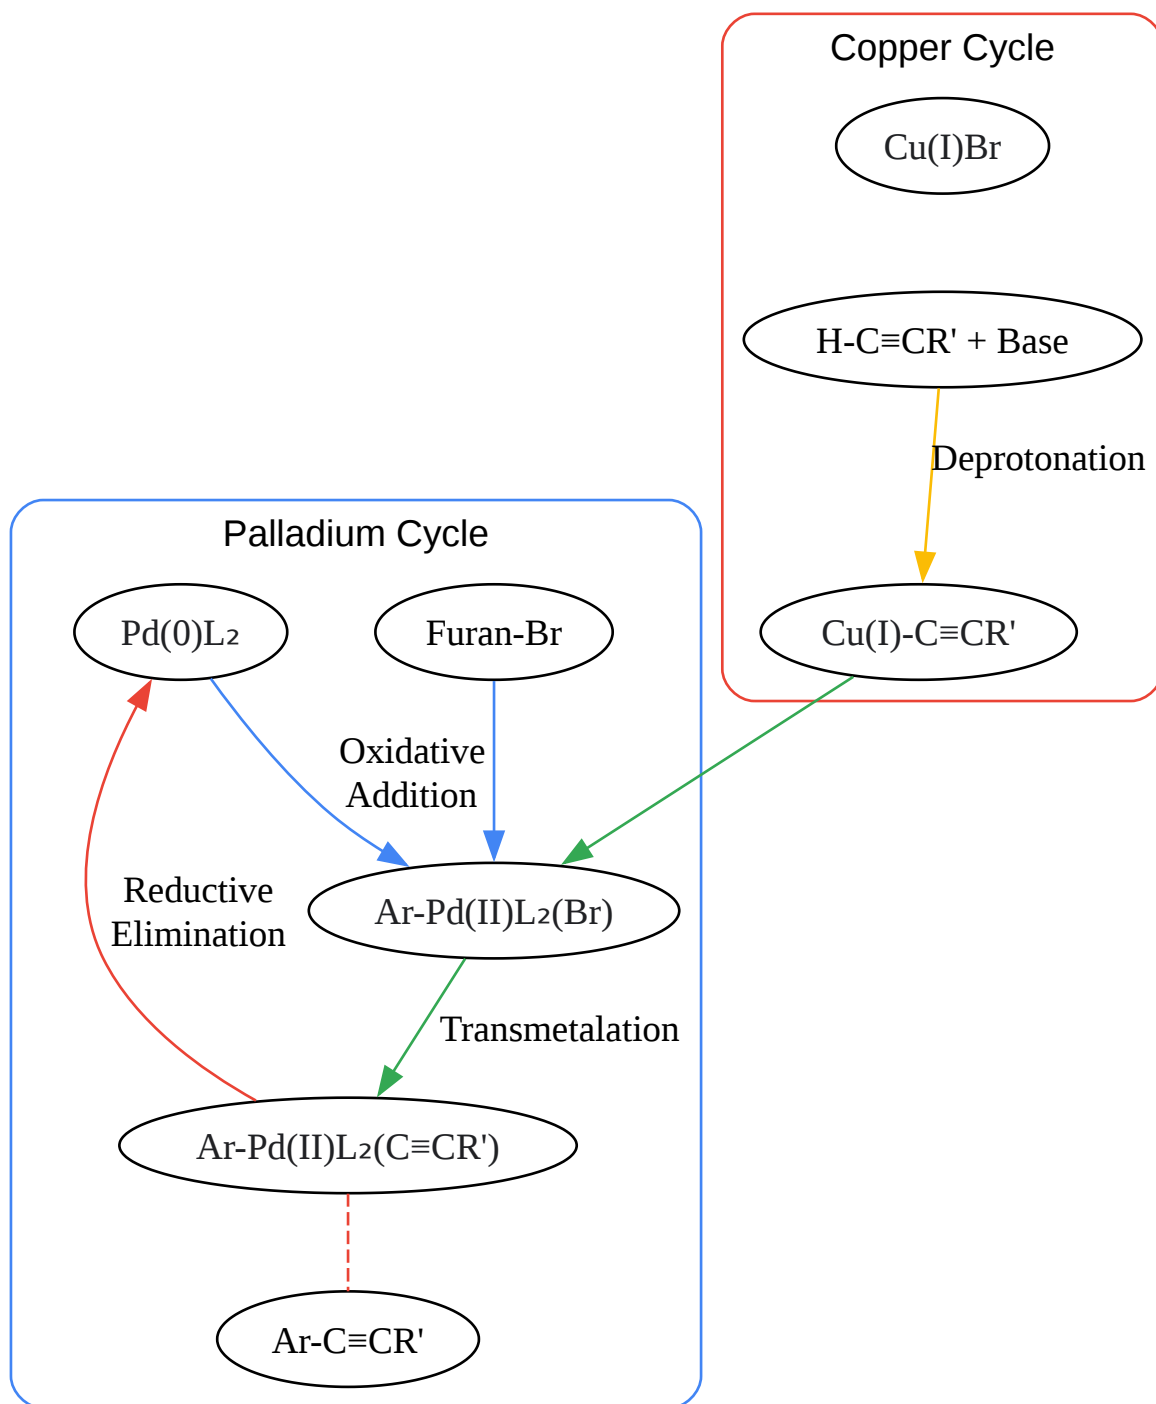 Copper Cycle
Cu(I)Br
H-C≡CR' + Base
Deprotonation
Palladium Cycle
Pd(0)L₂
Furan-Br
Cu(I)-C≡CR'
Oxidative
Addition
Reductive
Elimination
Ar-Pd(II)L₂(Br)
Transmetalation
Ar-Pd(II)L₂(C≡CR')
Ar-C≡CR'